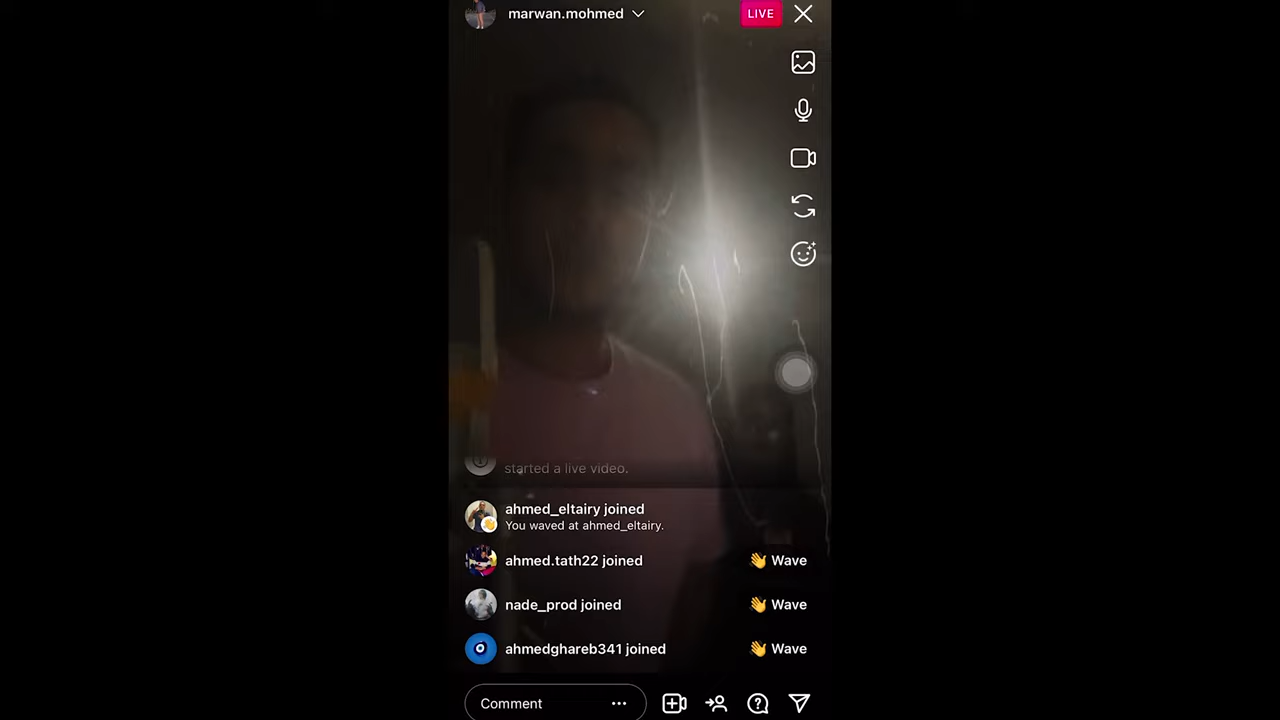 marwan.mohmed
LIVE
started a live video.
ahmed_eltairy joined
You waved at ahmed_eltairy.
ahmed.tath22 joined
Wave
nade_prod joined
Wave
ahmedghareb341 joined
Wave
Comment